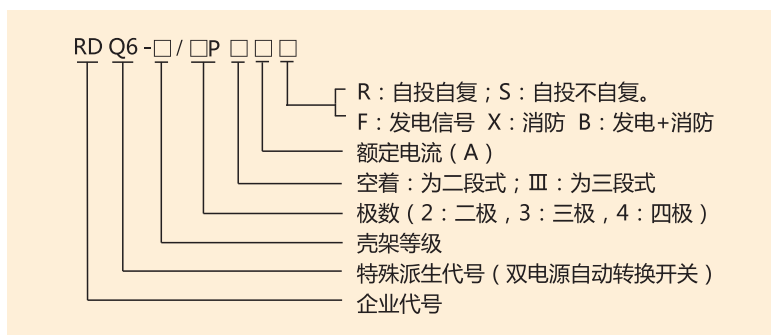 RD Q6-□/□P□□□
R：自投自复；S：自投不自复。
F：发电信号 X：消防 B：发电+消防
额定电流（A）
空着：为二段式；Ⅲ：为三段式
极数（2：二极，3：三极，4：四极）
壳架等级
特殊派生代号（双电源自动转换开关）
企业代号